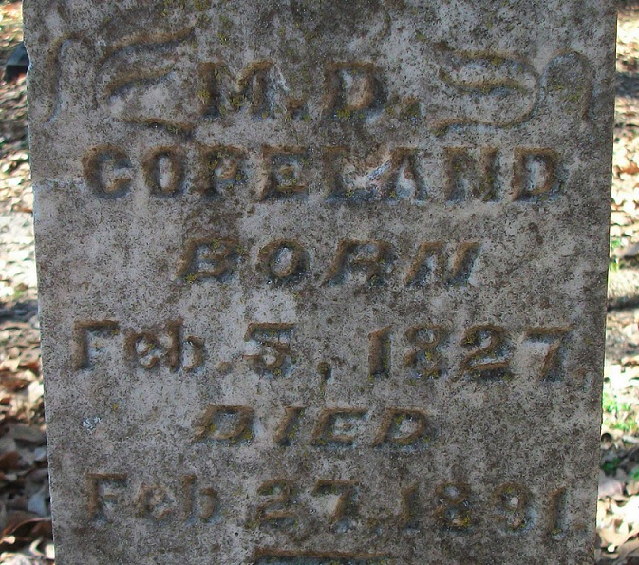 M. D.
COPELAND
BORN
Feb. 5, 1827
DIED
Feb 27, 1891